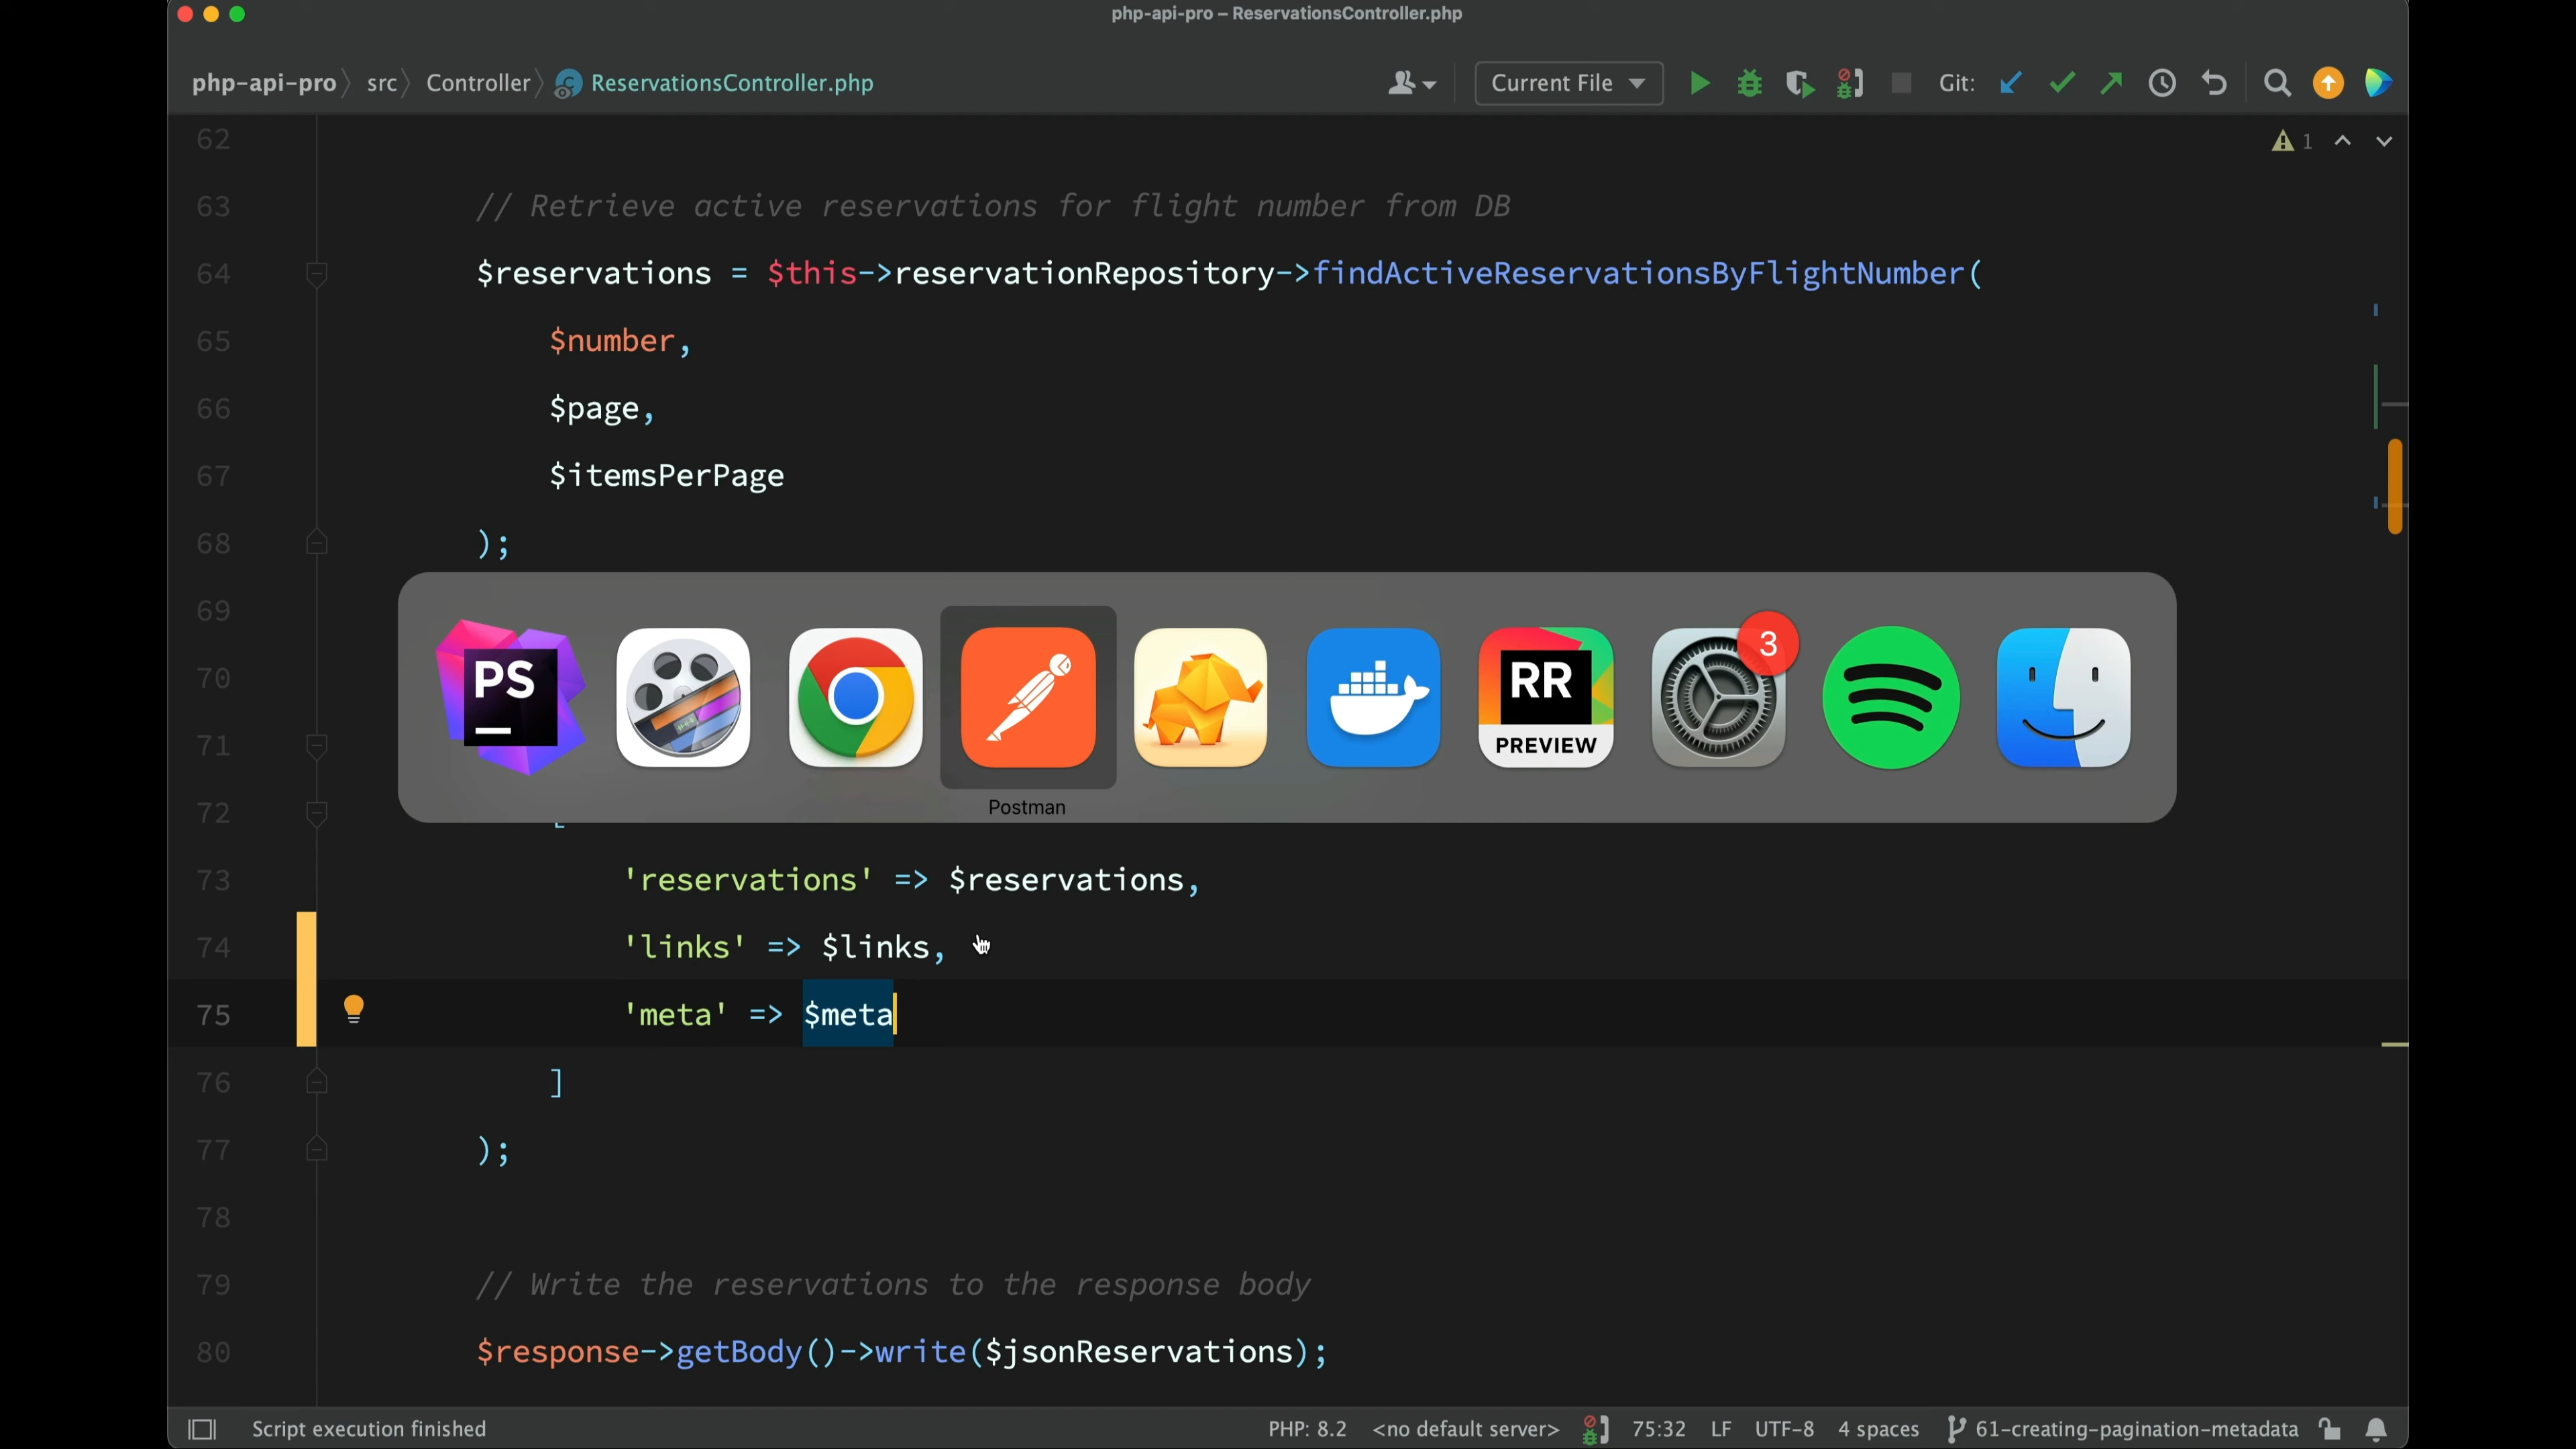 php-api-pro – ReservationsController.php
php-api-pro src Controller ReservationsController.php Current File Git:
62 1
63 // Retrieve active reservations for flight number from DB
64 $reservations = $this->reservationRepository->findActiveReservationsByFlightNumber(
65 $number,
66 $page,
67 $itemsPerPage
68 );
69
70
71
72 [
PS RR PREVIEW 3
Postman
73 'reservations' => $reservations,
74 'links' => $links,
75 'meta' => $meta
76 ]
77 );
78
79 // Write the reservations to the response body
80 $response->getBody()->write($jsonReservations);
Script execution finished PHP: 8.2 <no default server> 75:32 LF UTF-8 4 spaces 61-creating-pagination-metadata